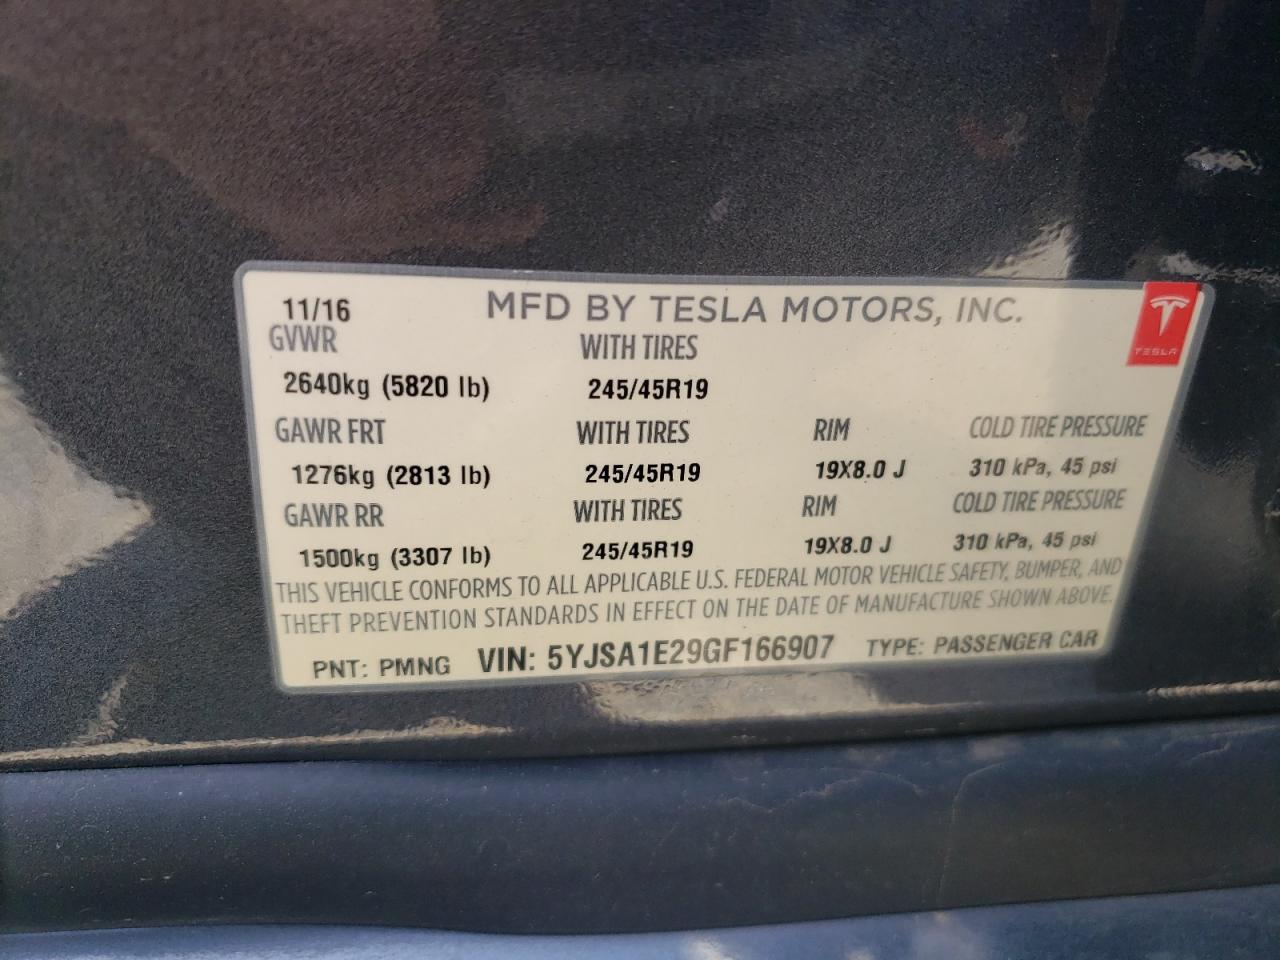 11/16 MFD BY TESLA MOTORS, INC.
TESLA
GVWR WITH TIRES
2640kg (5820 lb) 245/45R19
GAWR FRT WITH TIRES RIM COLD TIRE PRESSURE
1276kg (2813 lb) 245/45R19 19X8.0 J 310 kPa, 45 psi
GAWR RR WITH TIRES RIM COLD TIRE PRESSURE
1500kg (3307 lb) 245/45R19 19X8.0 J 310 kPa, 45 psi
THIS VEHICLE CONFORMS TO ALL APPLICABLE U.S. FEDERAL MOTOR VEHICLE SAFETY, BUMPER, AND
THEFT PREVENTION STANDARDS IN EFFECT ON THE DATE OF MANUFACTURE SHOWN ABOVE.
PNT: PMNG VIN: 5YJSA1E29GF166907 TYPE: PASSENGER CAR